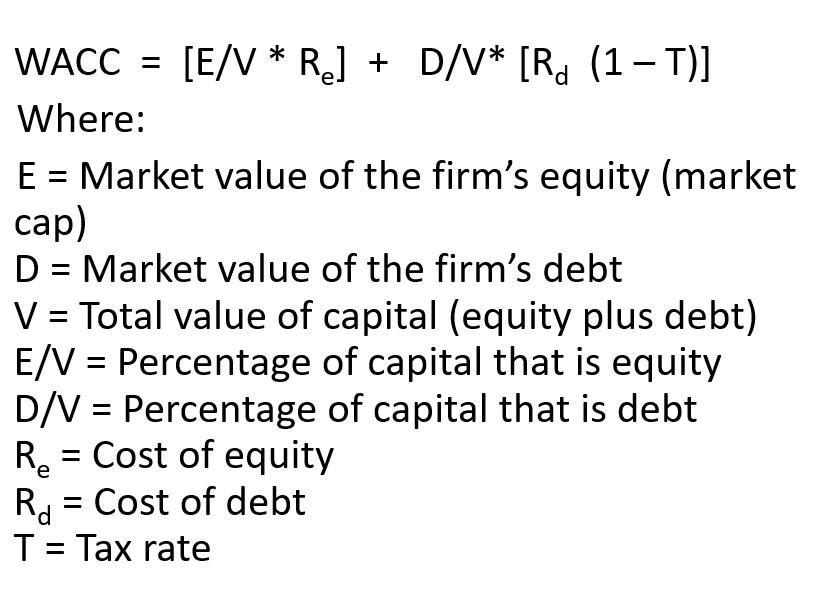 WACC = [E/V * Re] + D/V* [Rd (1 – T)]
Where:
E = Market value of the firm’s equity (market
cap)
D = Market value of the firm’s debt
V = Total value of capital (equity plus debt)
E/V = Percentage of capital that is equity
D/V = Percentage of capital that is debt
Re = Cost of equity
Rd = Cost of debt
T = Tax rate